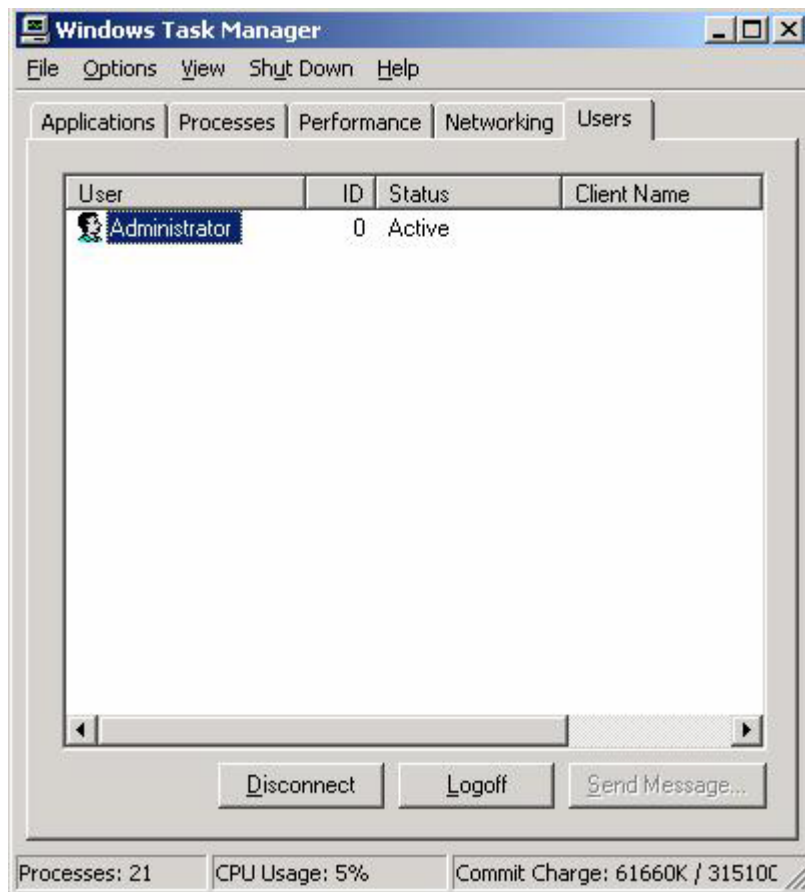 Windows Task Manager
File Options View Shut Down Help
Applications Processes Performance Networking Users
User ID Status Client Name
Administrator 0 Active
Disconnect Logoff Send Message...
Processes: 21 CPU Usage: 5% Commit Charge: 61660K /